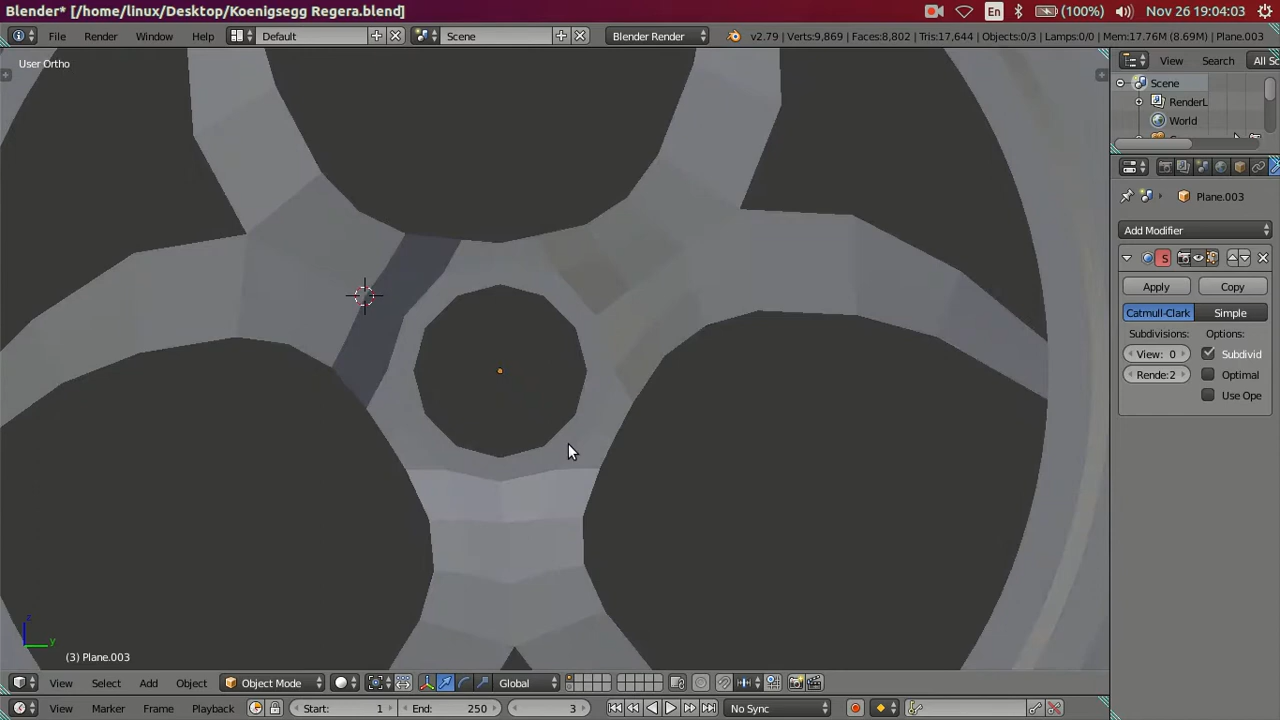 Blender* [/home/linux/Desktop/Koenigsegg Regera.blend]
En (100%) Nov 26 19:04:03
File Render Window Help Default Scene Blender Render v2.79 | Verts:9,869 | Faces:8,802 | Tris:17,644 | Objects:0/3 | Lamps:0/0 | Mem:17.76M (8.69M) | Plane.003
User Ortho
View Search All Sc
Scene
RenderL
World
Plane.003
Add Modifier
S
Apply Copy
Catmull-Clark Simple
Subdivisions: Options:
View: 0 Subdivid
Rende:2 Optimal
Use Ope
z
y
(3) Plane.003
View Select Add Object Object Mode Global
View Marker Frame Playback Start: 1 End: 250 3 No Sync